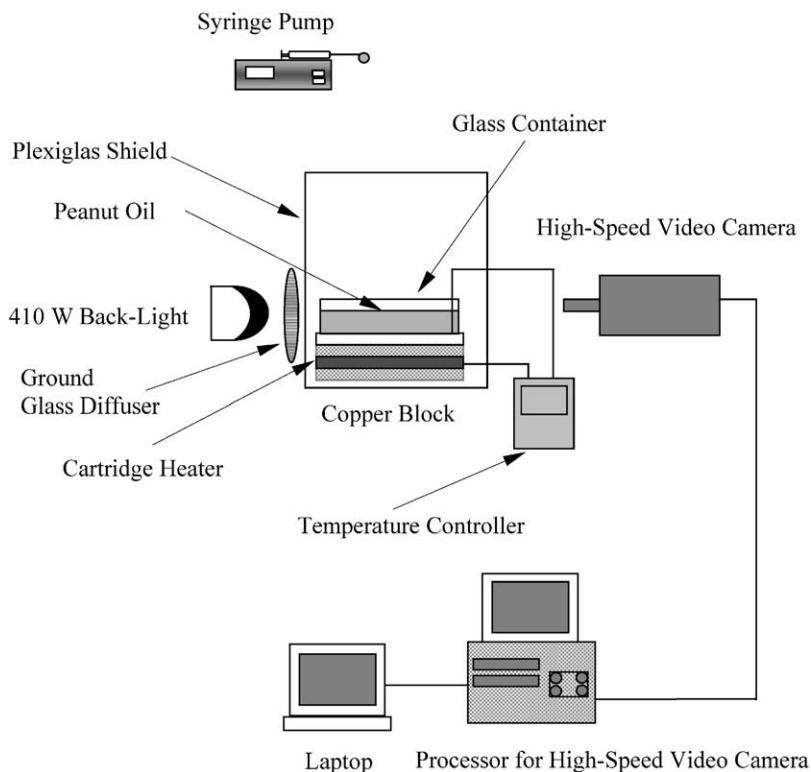 Syringe Pump
Glass Container
Plexiglas Shield
Peanut Oil
High-Speed Video Camera
410 W Back-Light
Ground
Glass Diffuser
Copper Block
Cartridge Heater
Temperature Controller
Laptop
Processor for High-Speed Video Camera